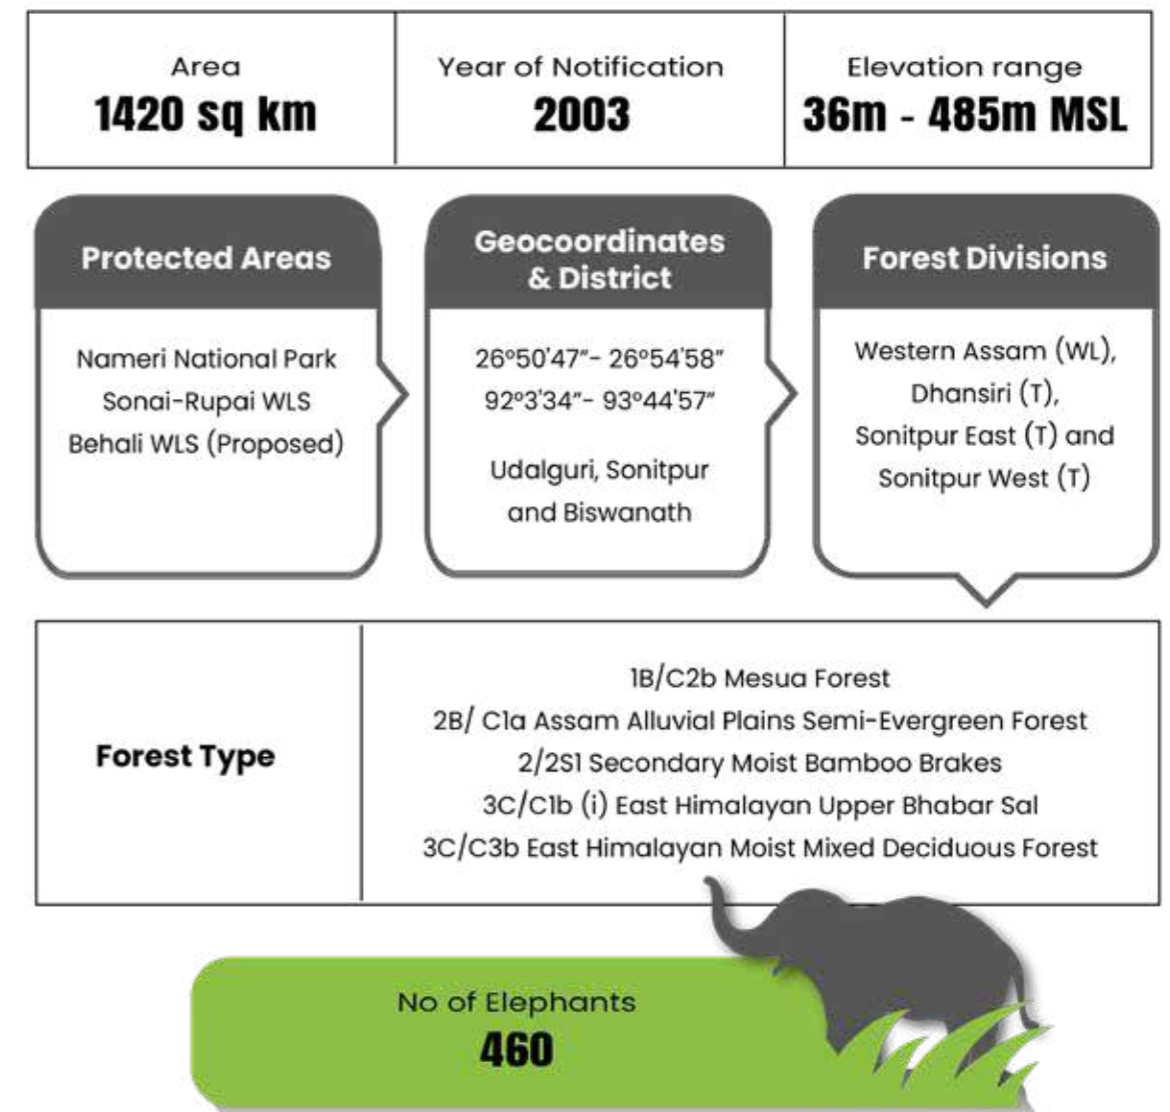 Area
1420 sq km
Year of Notification
2003
Elevation range
36m - 485m MSL
Protected Areas
Nameri National Park
Sonai-Rupai WLS
Behali WLS (Proposed)
Geocoordinates
& District
26°50'47"- 26°54'58"
92°3'34"- 93°44'57"
Udalguri, Sonitpur
and Biswanath
Forest Divisions
Western Assam (WL),
Dhansiri (T),
Sonitpur East (T) and
Sonitpur West (T)
Forest Type
1B/C2b Mesua Forest
2B/ C1a Assam Alluvial Plains Semi-Evergreen Forest
2/2S1 Secondary Moist Bamboo Brakes
3C/C1b (i) East Himalayan Upper Bhabar Sal
3C/C3b East Himalayan Moist Mixed Deciduous Forest
No of Elephants
460